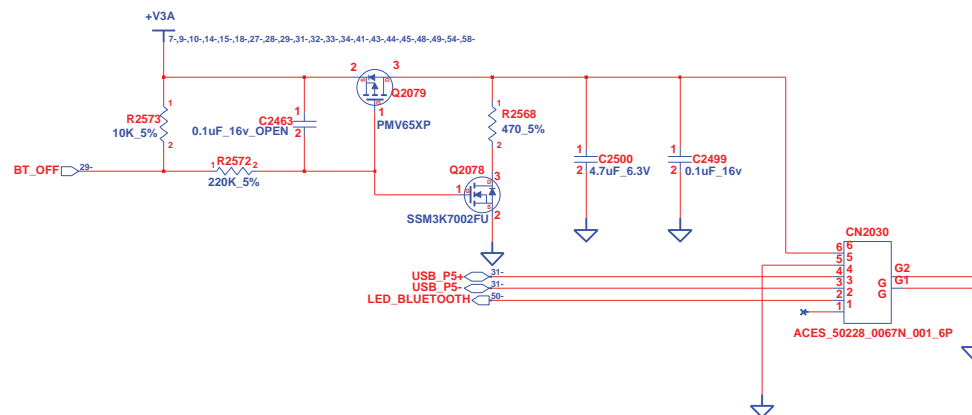 +V3A
7-,9-,10-,14-,15-,18-,27-,28-,29-,31-,32-,33-,34-,41-,43-,44-,45-,48-,49-,54-,58-
2
3
S
D
G
Q2079
1
PMV65XP
1
R2573
10K_5%
2
1
C2463
0.1uF_16v_OPEN
2
1
R2568
470_5%
2
BT_OFF
29-
R2572
1
2
220K_5%
Q2078
3
D
1
G
S
2
SSM3K7002FU
1
C2500
2
4.7uF_6.3V
1
C2499
2
0.1uF_16v
CN2030
6
6
5
5
4
4
3
3
2
2
1
1
G
G2
G
G1
USB_P5+
31-
USB_P5-
31-
LED_BLUETOOTH
50-
ACES_50228_0067N_001_6P